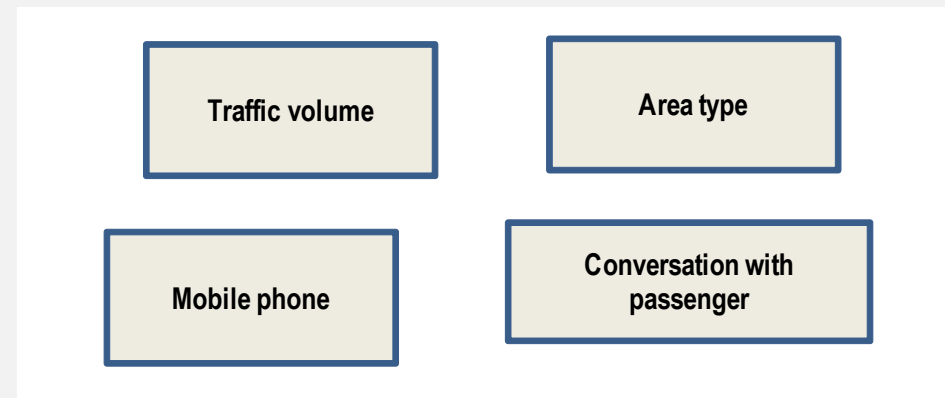 Traffic volume
Area type
Mobile phone
Conversation with
passenger